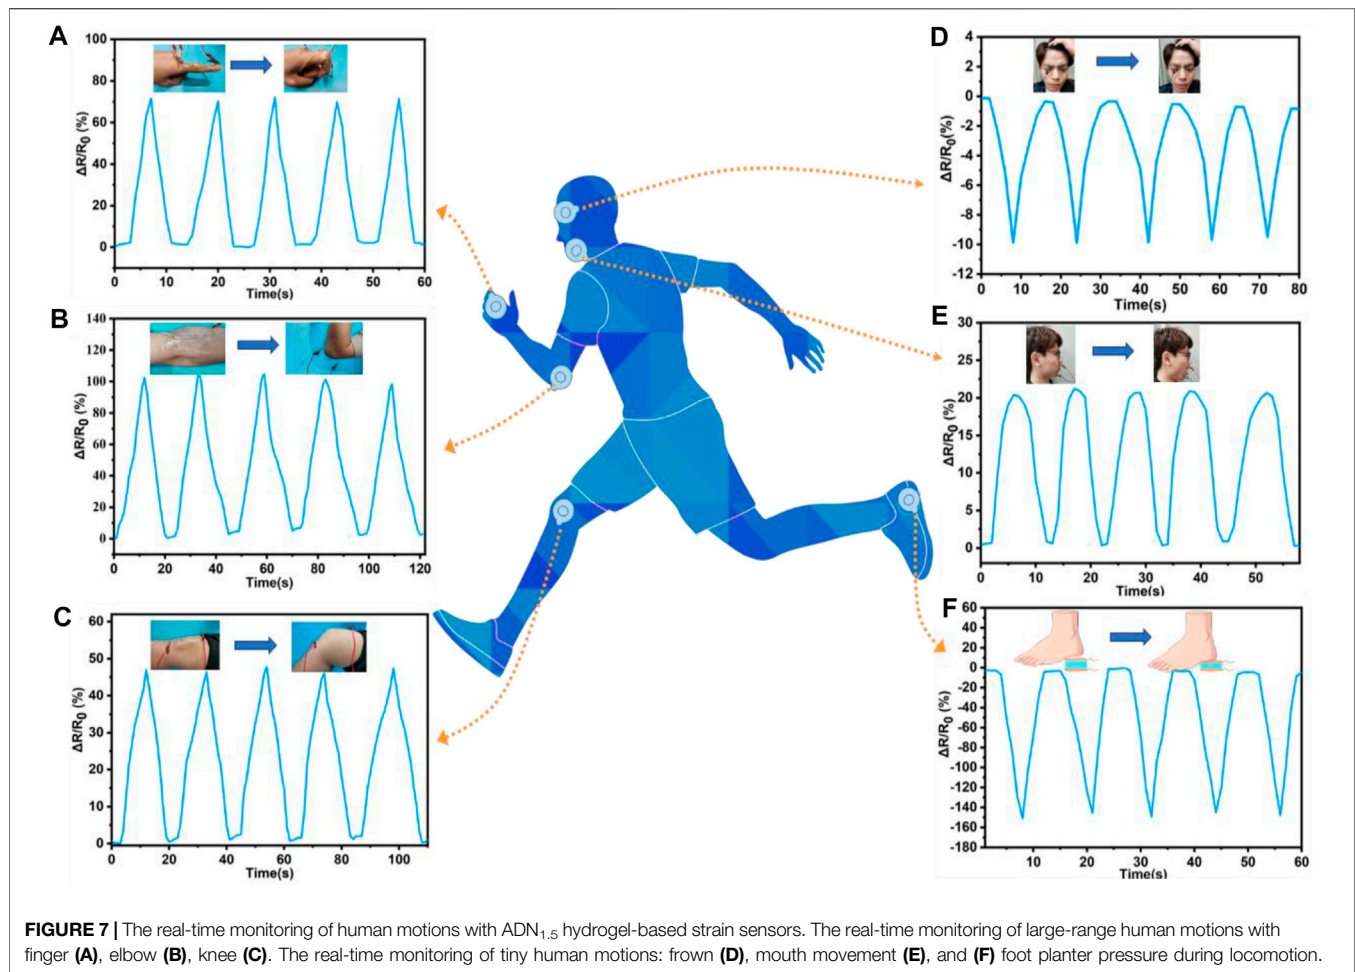 A
100
80
60
40
20
0
ΔR/R0 (%)
0 10 20 30 40 50 60
Time(s)
B
140
120
100
80
60
40
20
0
ΔR/R0 (%)
0 20 40 60 80 100 120
Time(s)
C
60
50
40
30
20
10
0
ΔR/R0 (%)
0 20 40 60 80 100
Time(s)
D
4
2
0
-2
-4
-6
-8
-10
-12
ΔR/R0(%)
0 10 20 30 40 50 60 70 80
Time(s)
E
30
25
20
15
10
5
0
ΔR/R0 (%)
0 10 20 30 40 50
Time(s)
F
60
40
20
0
-20
-40
-60
-80
-100
-120
-140
-160
-180
ΔR/R0 (%)
10 20 30 40 50 60
Time(s)
FIGURE 7 | The real-time monitoring of human motions with ADN1.5 hydrogel-based strain sensors. The real-time monitoring of large-range human motions with
finger (A), elbow (B), knee (C). The real-time monitoring of tiny human motions: frown (D), mouth movement (E), and (F) foot planter pressure during locomotion.